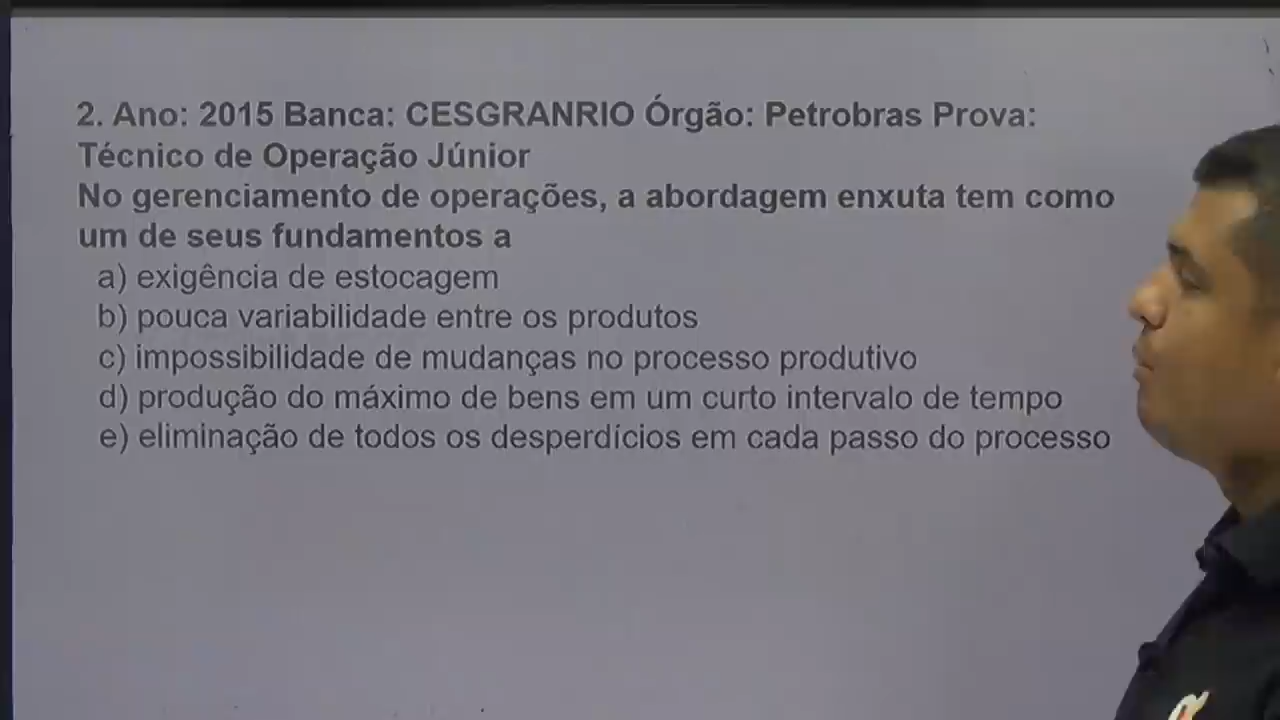 2. Ano: 2015 Banca: CESGRANRIO Órgão: Petrobras Prova:
Técnico de Operação Júnior
No gerenciamento de operações, a abordagem enxuta tem como
um de seus fundamentos a
a) exigência de estocagem
b) pouca variabilidade entre os produtos
c) impossibilidade de mudanças no processo produtivo
d) produção do máximo de bens em um curto intervalo de tempo
e) eliminação de todos os desperdícios em cada passo do processo